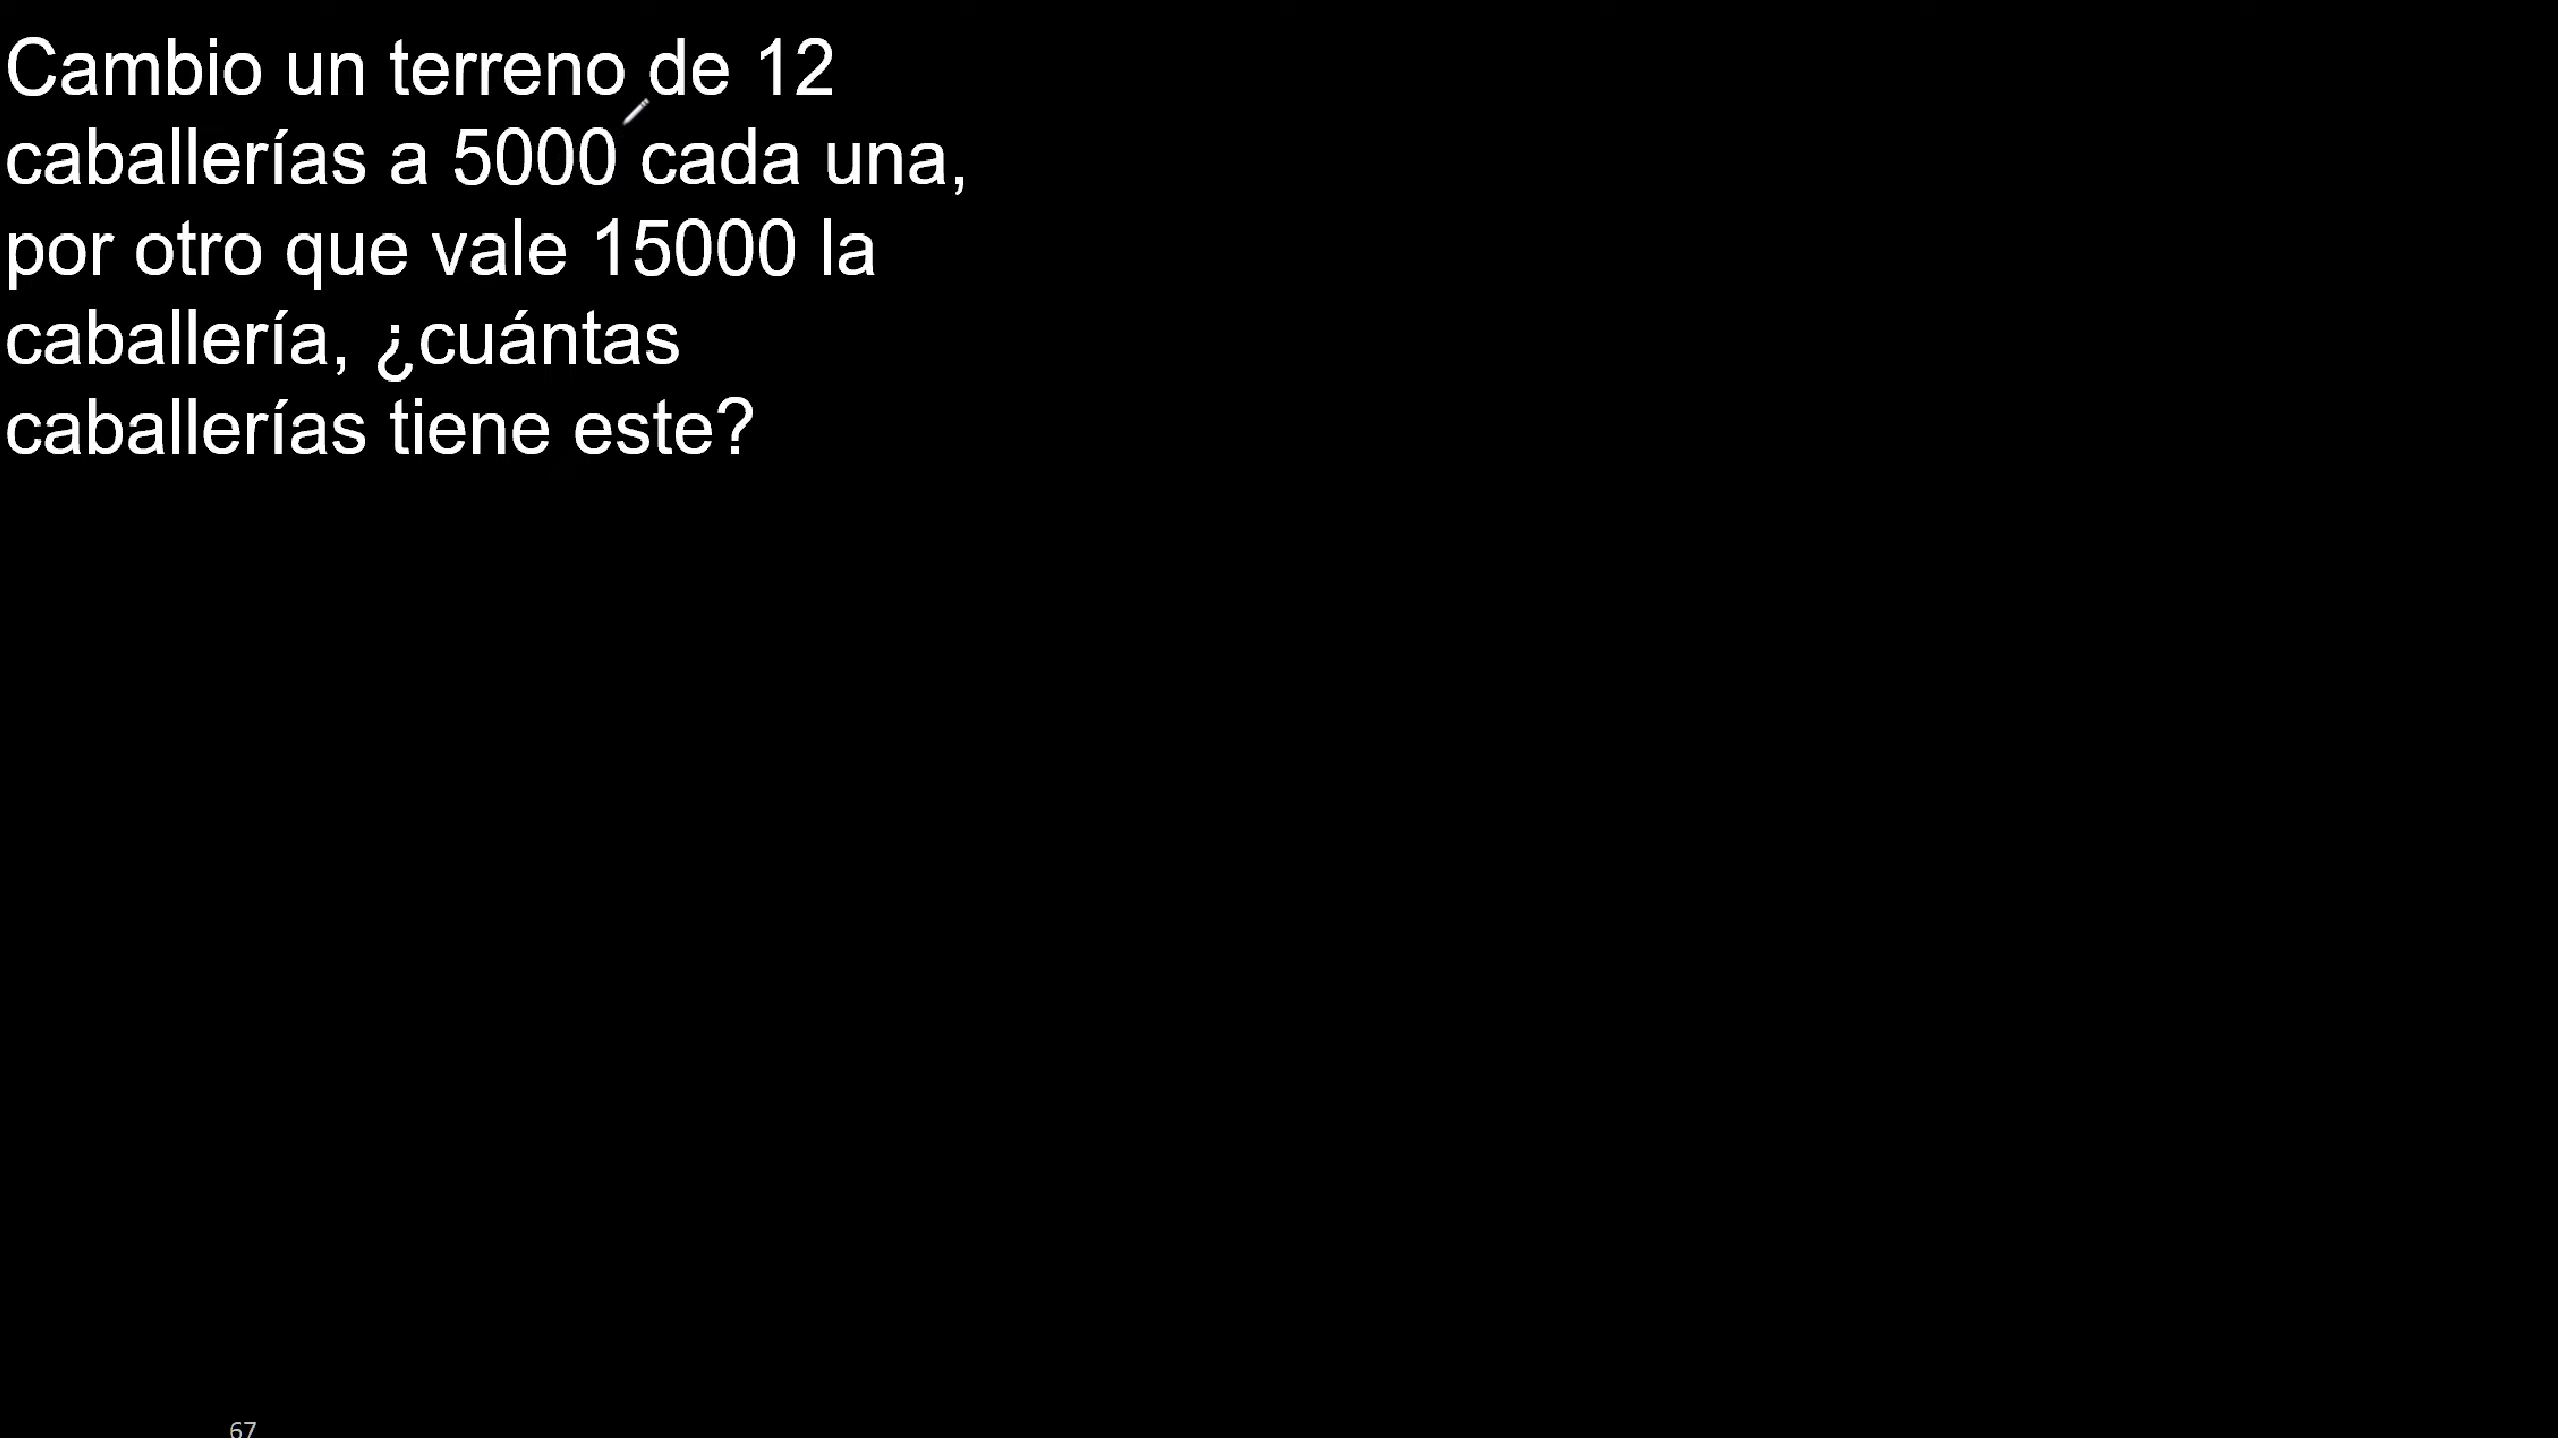 Cambio un terreno de 12
caballerías a 5000 cada una,
por otro que vale 15000 la
caballería, ¿cuántas
caballerías tiene este?
67